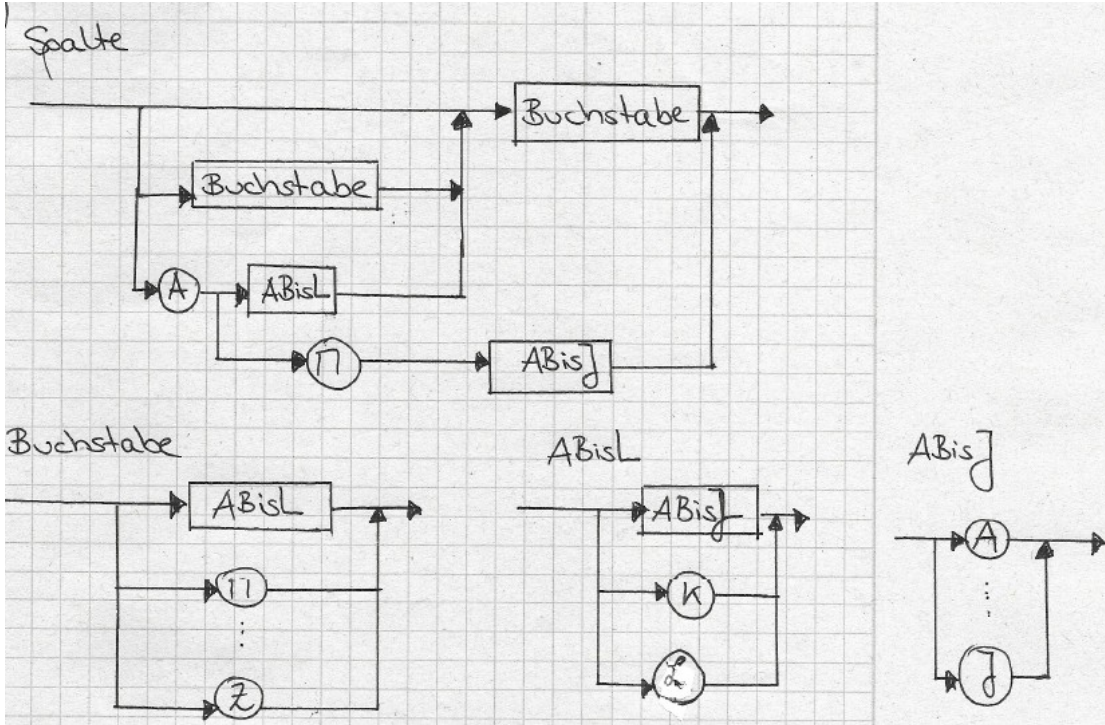 )
Spalte
Buchstabe
Buchstabe
A ABisL
M ABisJ
Buchstabe
ABisL
ABisJ
ABisL
ABisJ
A
M
K
⋮
⋮
Z
L
J